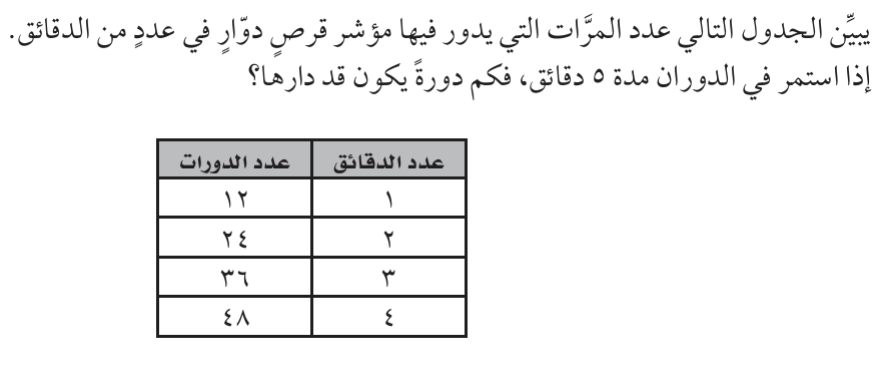 يبيِّن الجدول التالي عدد المرَّات التي يدور فيها مؤشر قرصٍ دوّارٍ في عددٍ من الدقائق.
إذا استمر في الدوران مدة ٥ دقائق، فكم دورةً يكون قد دارها؟
عدد الدقائق عدد الدورات
١ ١٢
٢ ٢٤
٣ ٣٦
٤ ٤٨